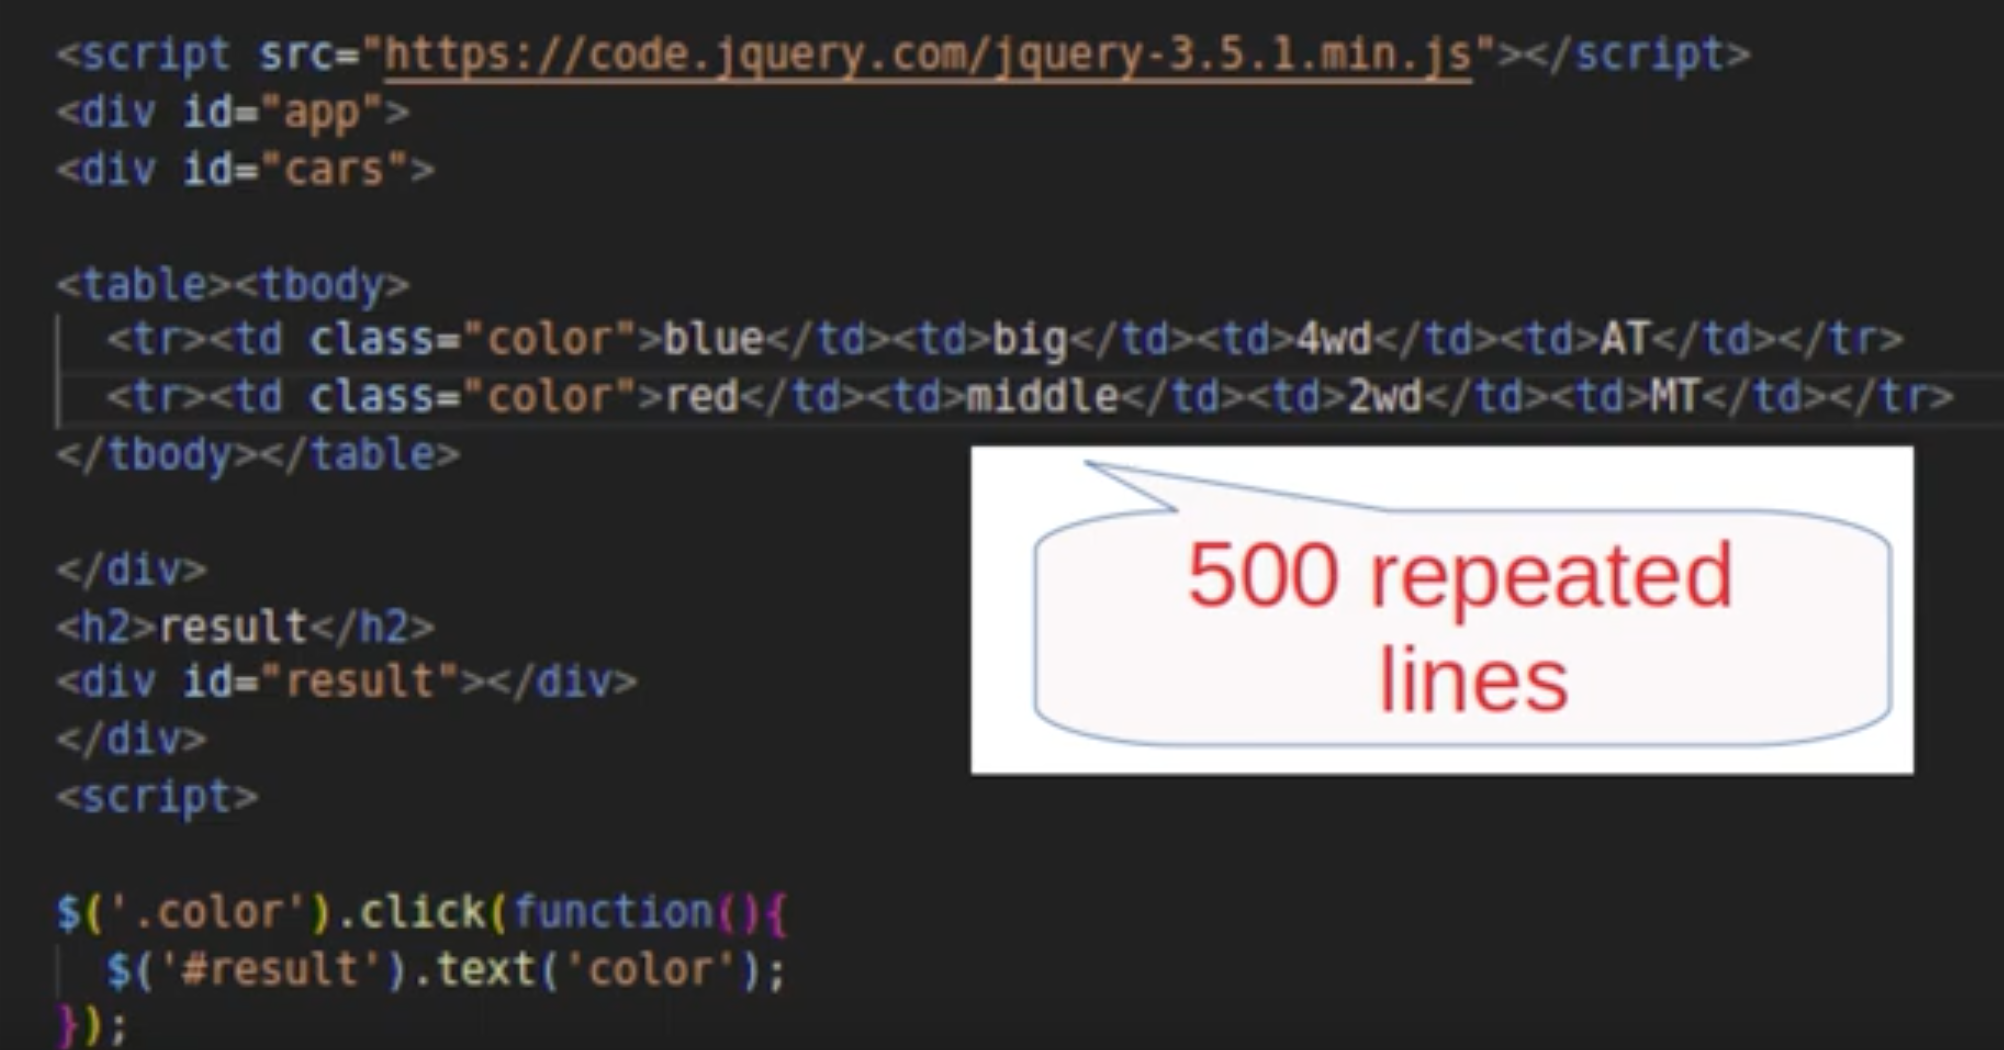 <script src="https://code.jquery.com/jquery-3.5.1.min.js"></script>
<div id="app">
<div id="cars">
<table><tbody>
<tr><td class="color">blue</td><td>big</td><td>4wd</td><td>AT</td></tr>
<tr><td class="color">red</td><td>middle</td><td>2wd</td><td>MT</td></tr>
</tbody></table>
500 repeated
lines
</div>
<h2>result</h2>
<div id="result"></div>
</div>
<script>
$('.color').click(function(){
$('#result').text('color');
});